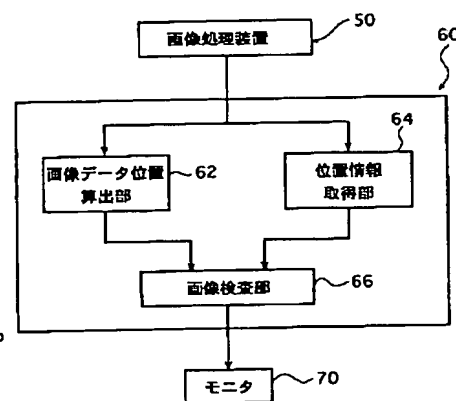 画像処理装置
50
60
64
画像データ位置
算出部
62
位置情報
取得部
画像検査部
66
モニタ
70